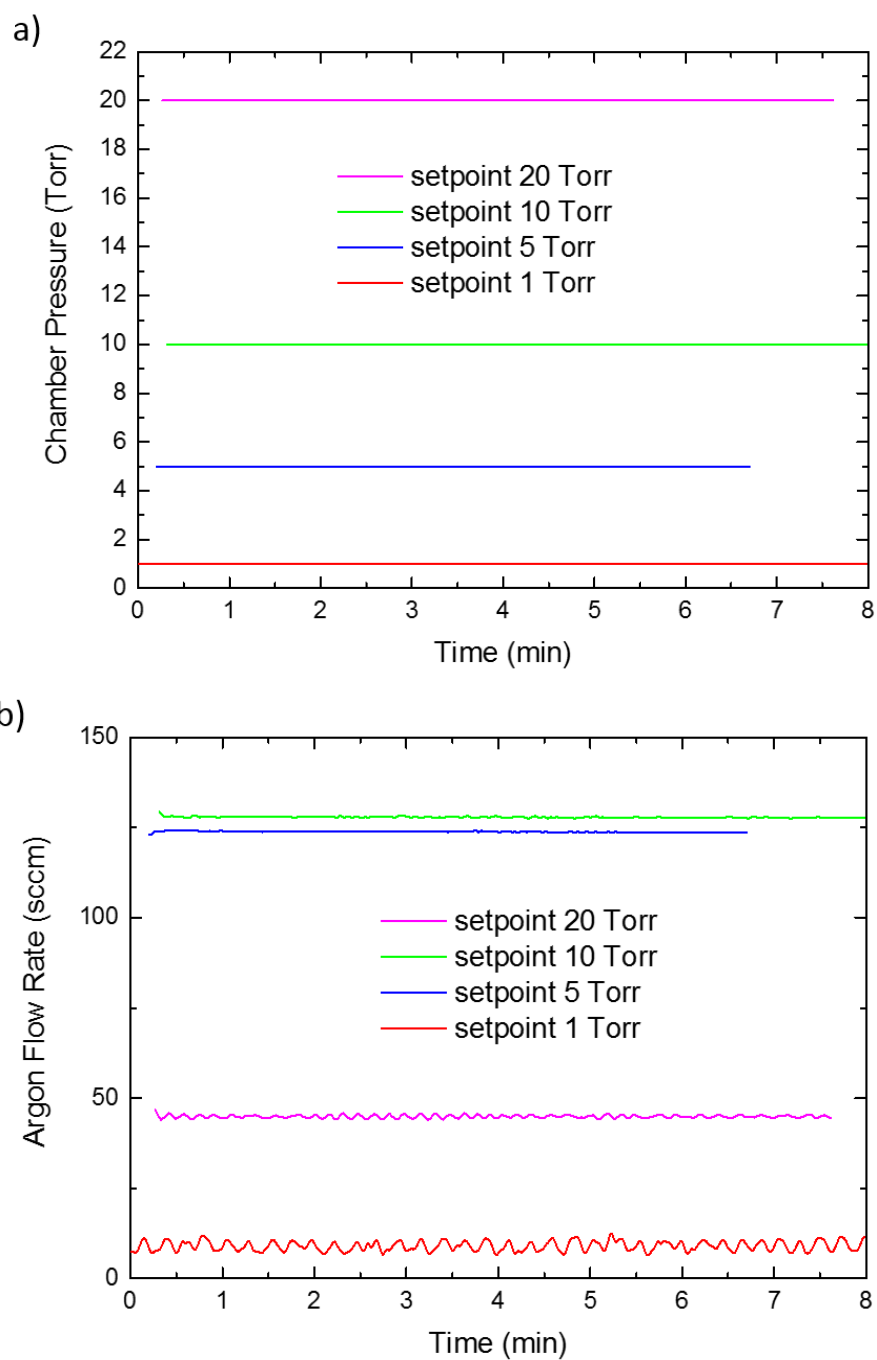 a)
22
20
18
16
14
12
10
8
6
4
2
0
Chamber Pressure (Torr)
setpoint 20 Torr
setpoint 10 Torr
setpoint 5 Torr
setpoint 1 Torr
0 1 2 3 4 5 6 7 8
Time (min)
b)
150
100
50
0
Argon Flow Rate (sccm)
setpoint 20 Torr
setpoint 10 Torr
setpoint 5 Torr
setpoint 1 Torr
0 1 2 3 4 5 6 7 8
Time (min)